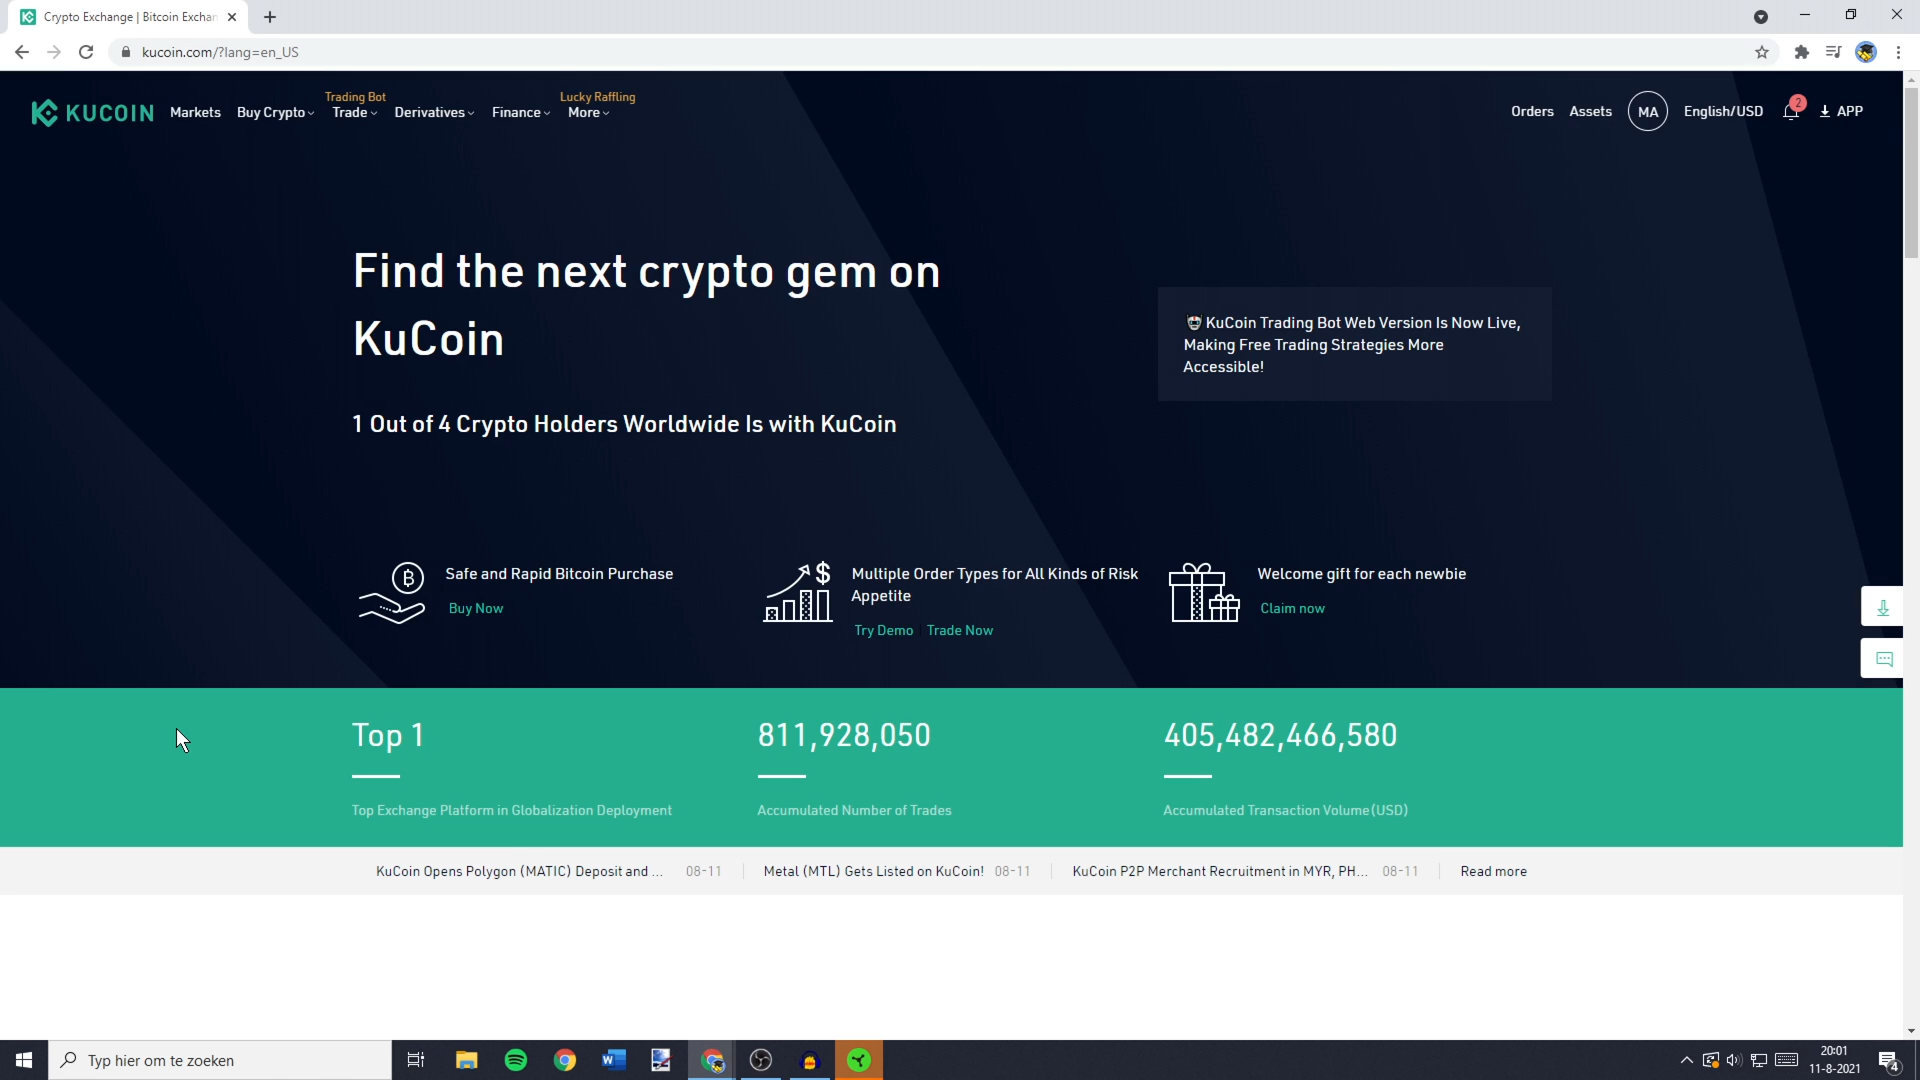 Crypto Exchange | Bitcoin Exchan
kucoin.com/?lang=en_US
KUCOIN
Markets
Buy Crypto
Trading Bot
Trade
Derivatives
Finance
Lucky Raffling
More
Orders
Assets
MA
English/USD
2
APP
Find the next crypto gem on
KuCoin
1 Out of 4 Crypto Holders Worldwide Is with KuCoin
KuCoin Trading Bot Web Version Is Now Live,
Making Free Trading Strategies More
Accessible!
Safe and Rapid Bitcoin Purchase
Buy Now
Multiple Order Types for All Kinds of Risk
Appetite
Try Demo Trade Now
Welcome gift for each newbie
Claim now
Top 1
Top Exchange Platform in Globalization Deployment
811,928,050
Accumulated Number of Trades
405,482,466,580
Accumulated Transaction Volume(USD)
KuCoin Opens Polygon (MATIC) Deposit and ... 08-11
Metal (MTL) Gets Listed on KuCoin! 08-11
KuCoin P2P Merchant Recruitment in MYR, PH... 08-11
Read more
Typ hier om te zoeken
20:01
11-8-2021
4